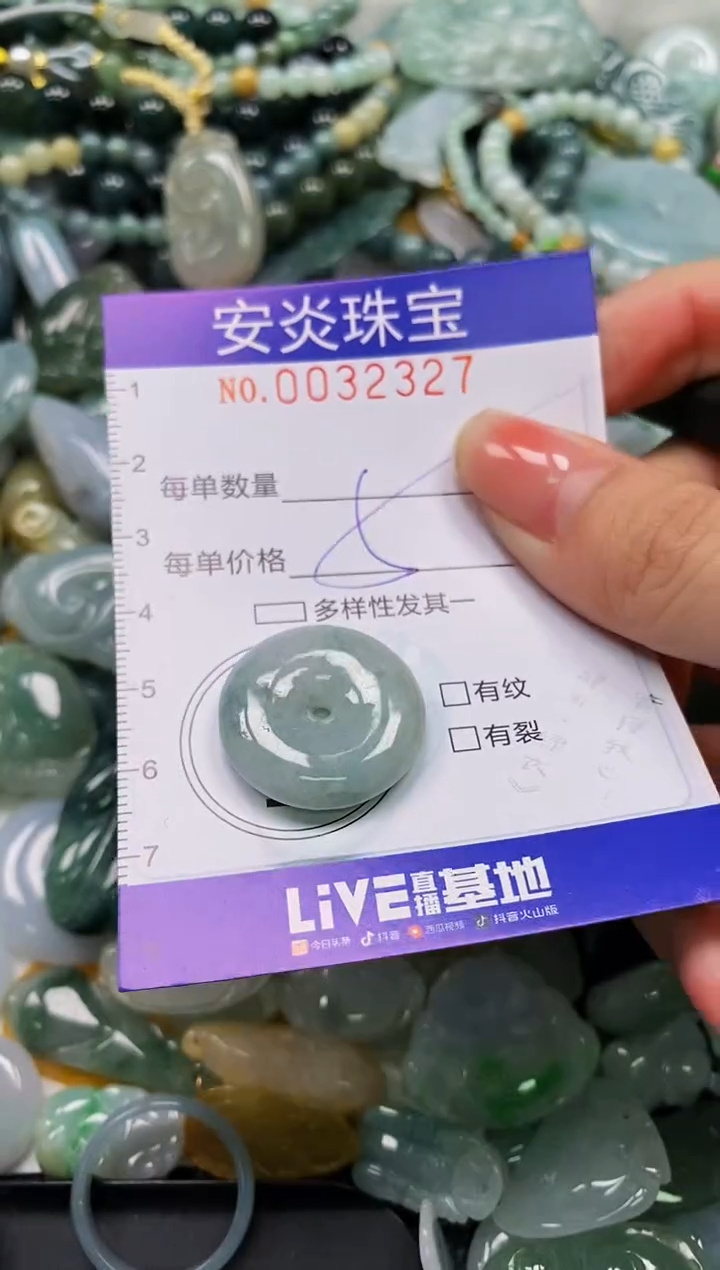 安炎珠宝
NO.0032327
1
2
每单数量
3
每单价格
4
多样性发其一
5
有纹
有裂
6
7
LiVE直播基地
今日头条 抖音 西瓜视频 抖音火山版